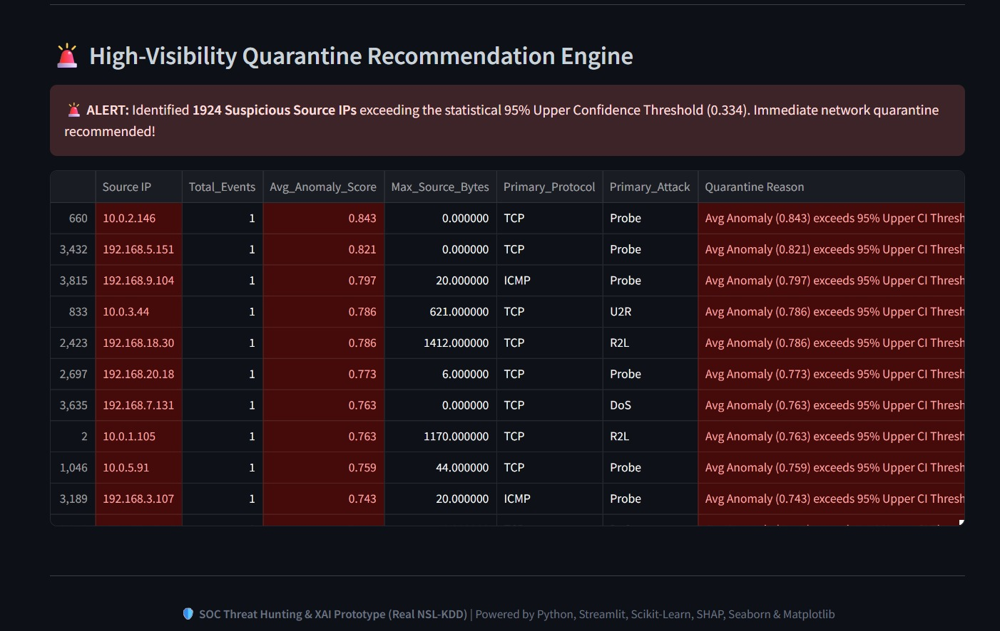 High-Visibility Quarantine Recommendation Engine
ALERT: Identified 1924 Suspicious Source IPs exceeding the statistical 95% Upper Confidence Threshold (0.334). Immediate network quarantine
recommended!
Source IP Total_Events Avg_Anomaly_Score Max_Source_Bytes Primary_Protocol Primary_Attack Quarantine Reason
660 10.0.2.146 1 0.843 0.000000 TCP Probe Avg Anomaly (0.843) exceeds 95% Upper CI Thresh
3,432 192.168.5.151 1 0.821 0.000000 TCP Probe Avg Anomaly (0.821) exceeds 95% Upper CI Thresh
3,815 192.168.9.104 1 0.797 20.000000 ICMP Probe Avg Anomaly (0.797) exceeds 95% Upper CI Thresh
833 10.0.3.44 1 0.786 621.000000 TCP U2R Avg Anomaly (0.786) exceeds 95% Upper CI Thresh
2,423 192.168.18.30 1 0.786 1412.000000 TCP R2L Avg Anomaly (0.786) exceeds 95% Upper CI Thresh
2,697 192.168.20.18 1 0.773 6.000000 TCP Probe Avg Anomaly (0.773) exceeds 95% Upper CI Thresh
3,635 192.168.7.131 1 0.763 0.000000 TCP DoS Avg Anomaly (0.763) exceeds 95% Upper CI Thresh
2 10.0.1.105 1 0.763 1170.000000 TCP R2L Avg Anomaly (0.763) exceeds 95% Upper CI Thresh
1,046 10.0.5.91 1 0.759 44.000000 TCP Probe Avg Anomaly (0.759) exceeds 95% Upper CI Thresh
3,189 192.168.3.107 1 0.743 20.000000 ICMP Probe Avg Anomaly (0.743) exceeds 95% Upper CI Thresh
SOC Threat Hunting & XAI Prototype (Real NSL-KDD) | Powered by Python, Streamlit, Scikit-Learn, SHAP, Seaborn & Matplotlib